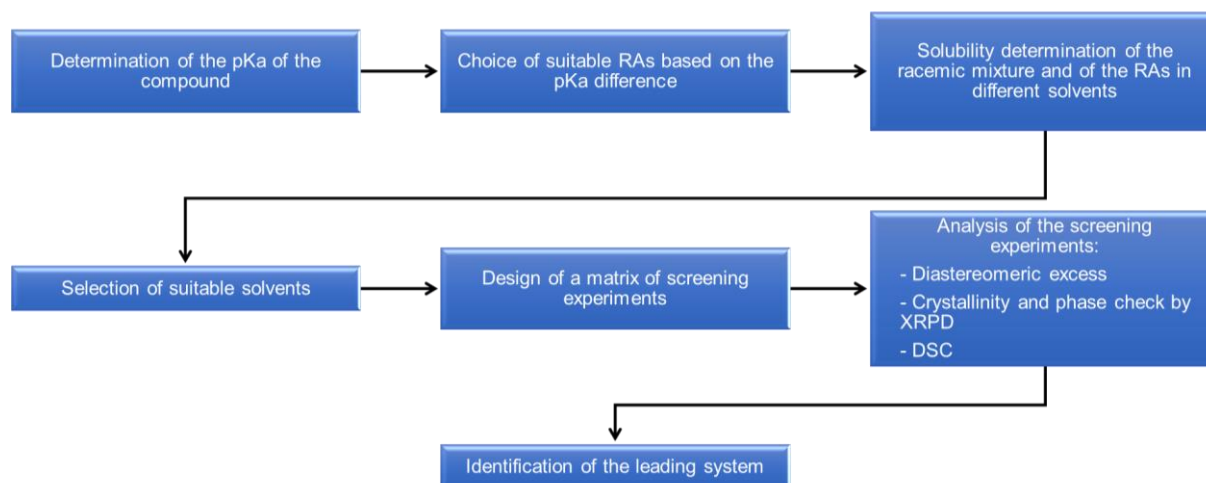 Determination of the pKa of the
compound
Choice of suitable RAs based on the
pKa difference
Solubility determination of the
racemic mixture and of the RAs in
different solvents
Selection of suitable solvents
Design of a matrix of screening
experiments
Analysis of the screening
experiments:
- Diastereomeric excess
- Crystallinity and phase check by
XRPD
- DSC
Identification of the leading system